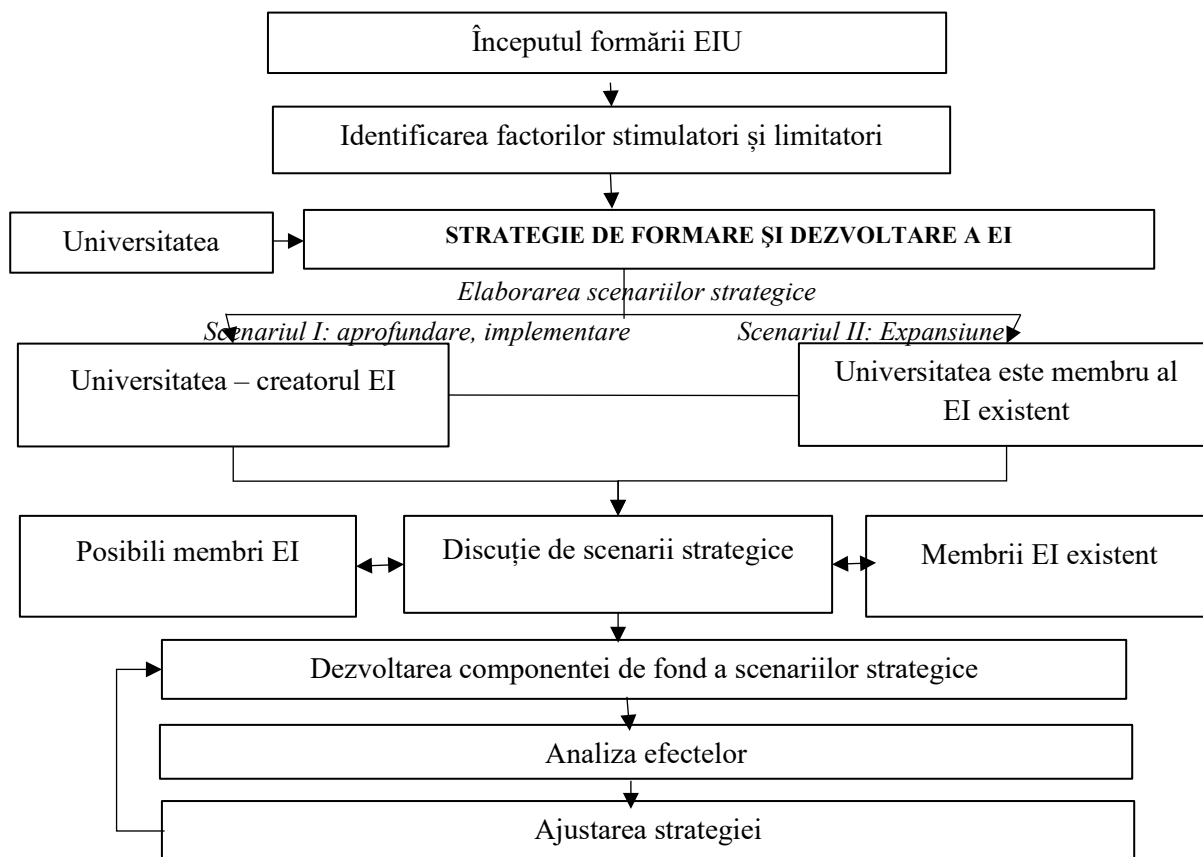 Începutul formării EIU
Identificarea factorilor stimulatori și limitatori
Universitatea
STRATEGIE DE FORMARE ŞI DEZVOLTARE A EI
Elaborarea scenariilor strategice
Scenariul I: aprofundare, implementare
Scenariul II: Expansiune
Universitatea – creatorul EI
Universitatea este membru al
EI existent
Posibili membri EI
Discuție de scenarii strategice
Membrii EI existent
Dezvoltarea componentei de fond a scenariilor strategice
Analiza efectelor
Ajustarea strategiei